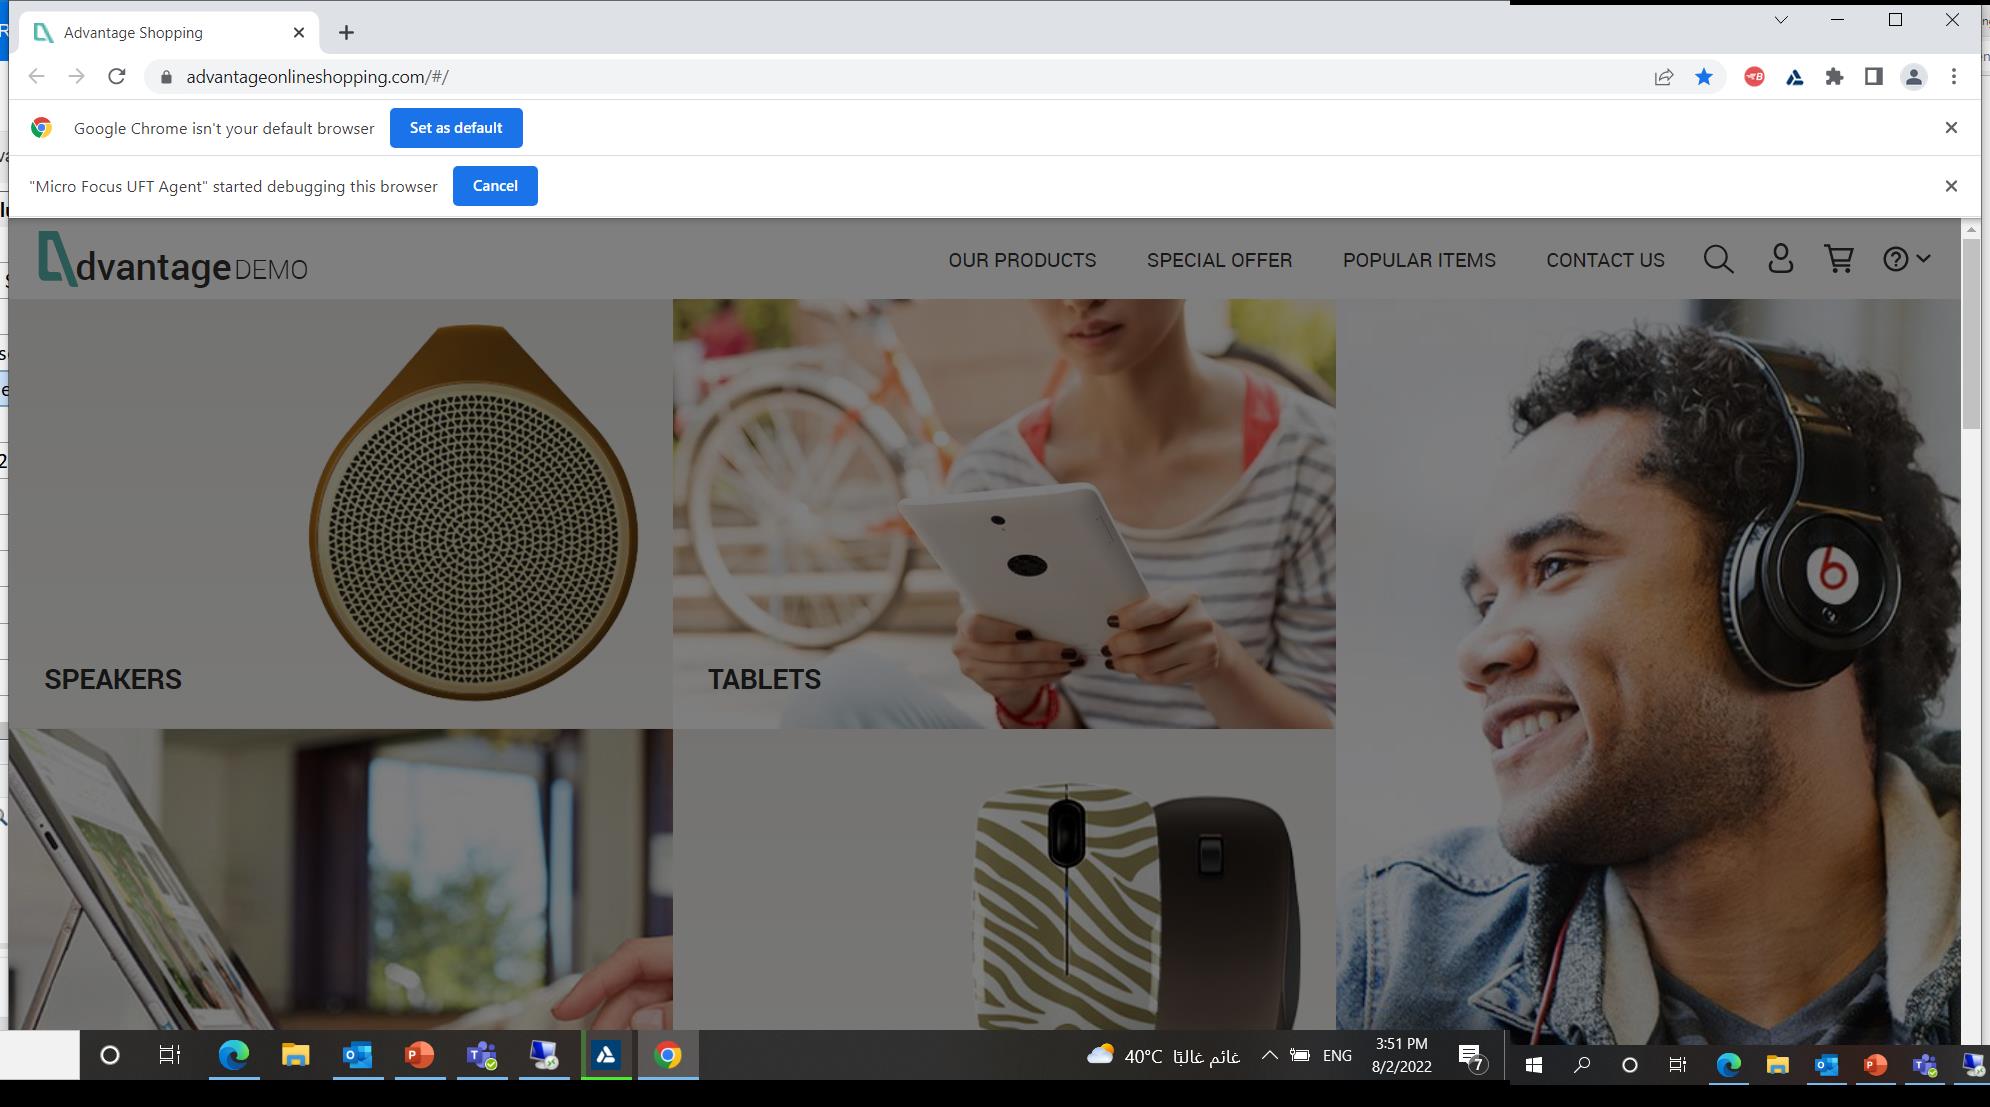 Advantage Shopping
advantageonlineshopping.com/#/
Google Chrome isn't your default browser Set as default
"Micro Focus UFT Agent" started debugging this browser Cancel
Advantage DEMO OUR PRODUCTS SPECIAL OFFER POPULAR ITEMS CONTACT US
SPEAKERS
TABLETS
40°C غائم غالبًا ENG
3:51 PM
8/2/2022
7